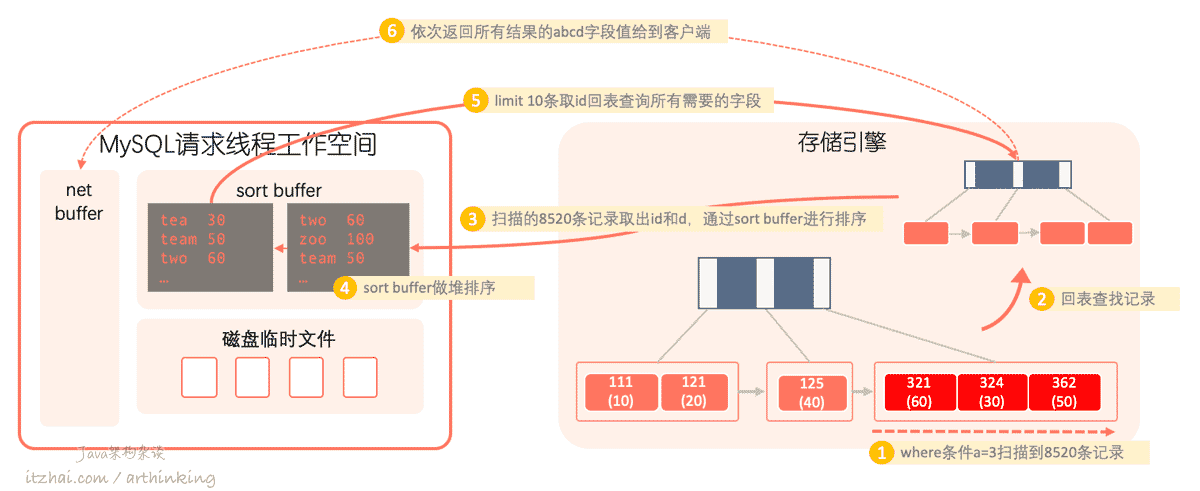 6 依次返回所有结果的abcd字段值给到客户端
5 limit 10条取id回表查询所有需要的字段
MySQL请求线程工作空间
net
buffer
sort buffer
tea 30
team 50
two 60
…
two 60
zoo 100
team 50
…
4 sort buffer做堆排序
磁盘临时文件
3 扫描的8520条记录取出id和d，通过sort buffer进行排序
存储引擎
2 回表查找记录
111
(10)
121
(20)
125
(40)
321
(60)
324
(30)
362
(50)
1 where条件a=3扫描到8520条记录
Java架构杂谈
itzhai.com / arthinking